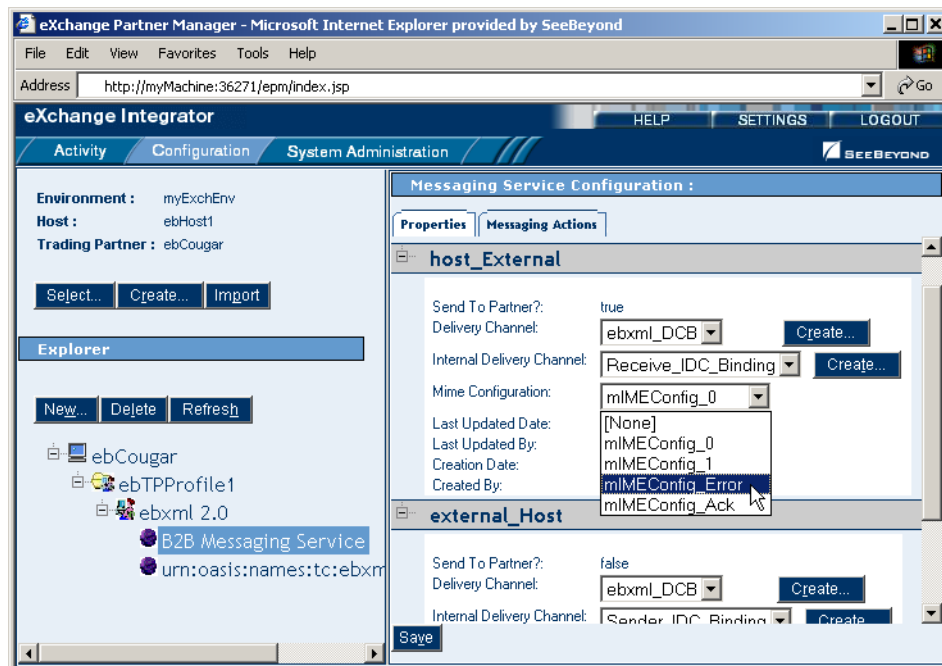 eXchange Partner Manager - Microsoft Internet Explorer provided by SeeBeyond
File Edit View Favorites Tools Help
Address http://myMachine:36271/epm/index.jsp Go
eXchange Integrator
HELP SETTINGS LOGOUT
Activity Configuration System Administration
SEEBEYOND
Environment : myExchEnv
Host : ebHost1
Trading Partner : ebCougar
Select... Create... Import
Explorer
New... Delete Refresh
ebCougar
ebTPProfile1
ebxml 2.0
B2B Messaging Service
urn:oasis:names:tc:ebxm
Messaging Service Configuration :
Properties Messaging Actions
host_External
Send To Partner?: true
Delivery Channel: ebxml_DCB Create...
Internal Delivery Channel: Receive_IDC_Binding Create...
Mime Configuration: mIMEConfig_0
[None]
Last Updated Date: mIMEConfig_0
Last Updated By: mIMEConfig_1
Creation Date: mIMEConfig_Error
Created By: mIMEConfig_Ack
external_Host
Send To Partner?: false
Delivery Channel: ebxml_DCB Create...
Internal Delivery Channel: Sender_IDC_Binding Create...
Save